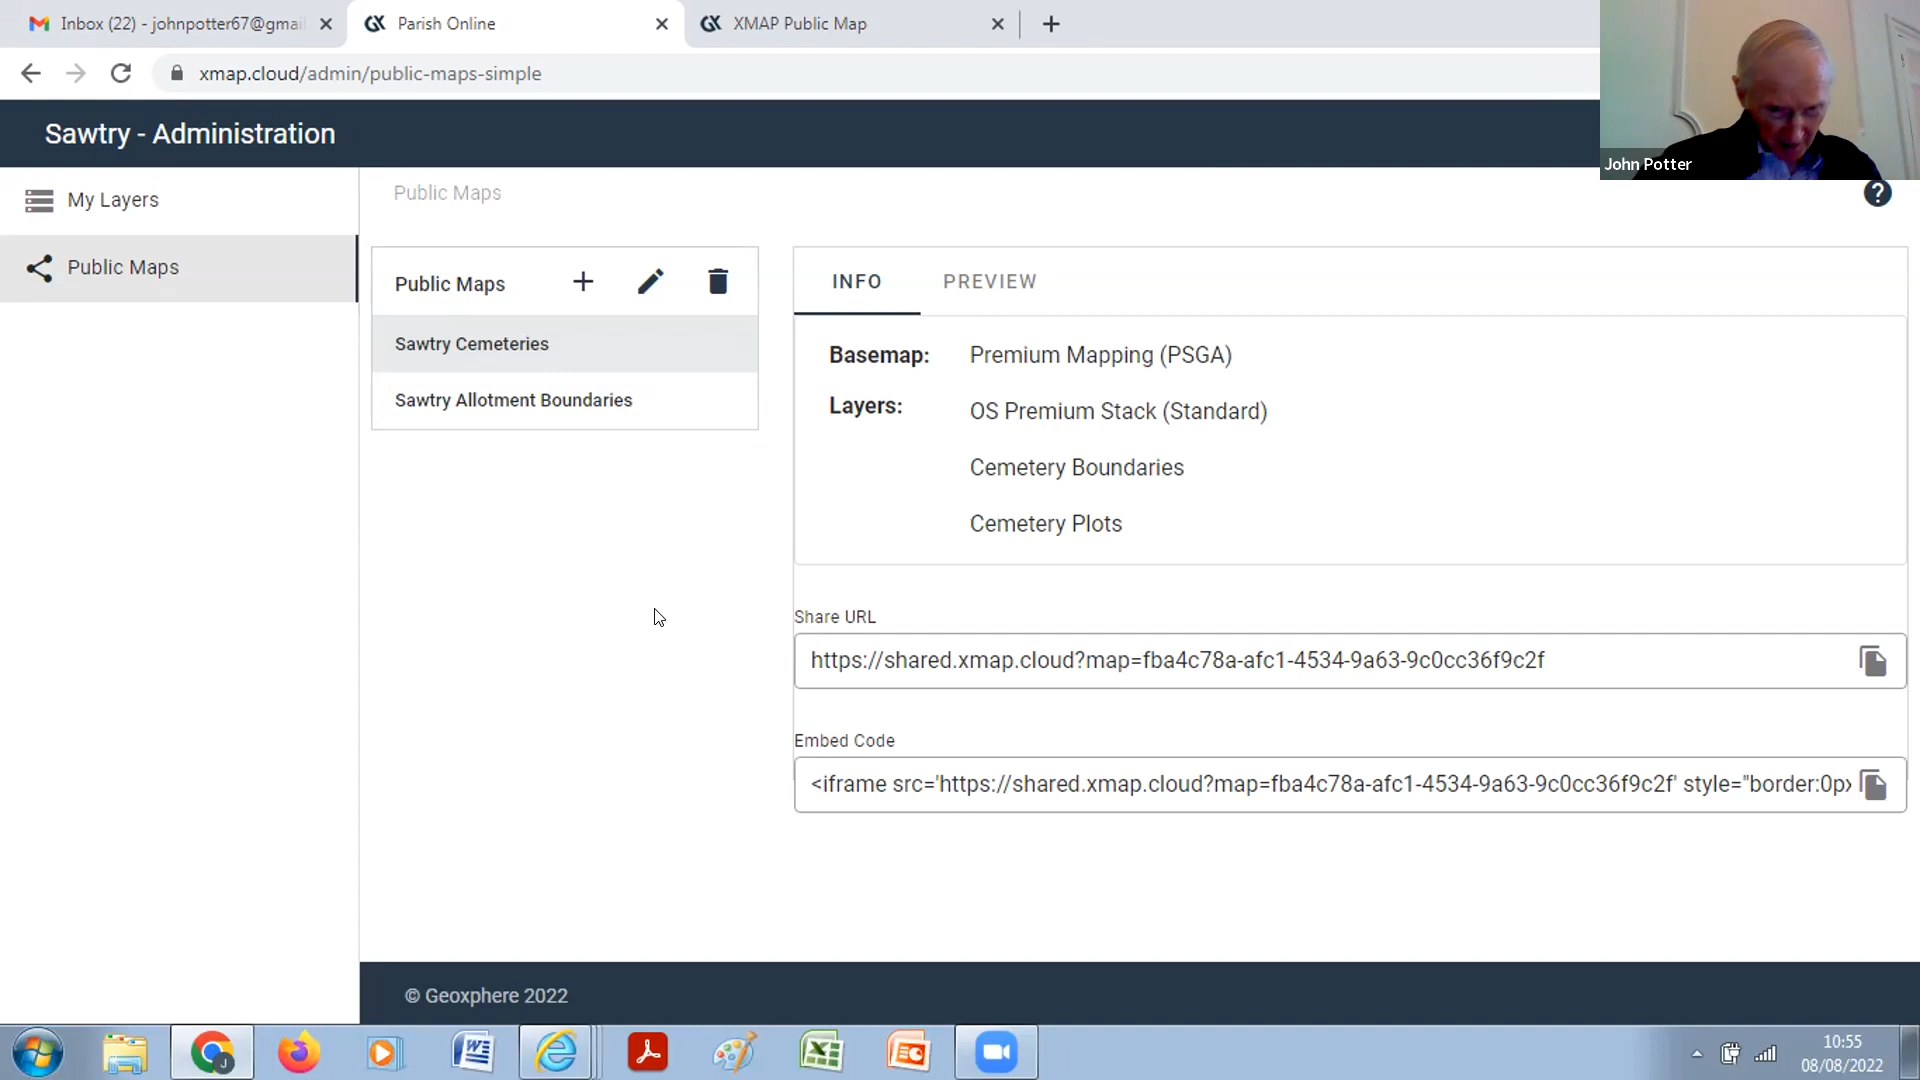 Inbox (22) - johnpotter67@gmai
Parish Online
XMAP Public Map
xmap.cloud/admin/public-maps-simple
John Potter
Sawtry - Administration
My Layers
Public Maps
Public Maps
Public Maps
Sawtry Cemeteries
Sawtry Allotment Boundaries
INFO
PREVIEW
Basemap: Premium Mapping (PSGA)
Layers: OS Premium Stack (Standard)
Cemetery Boundaries
Cemetery Plots
Share URL
https://shared.xmap.cloud?map=fba4c78a-afc1-4534-9a63-9c0cc36f9c2f
Embed Code
<iframe src='https://shared.xmap.cloud?map=fba4c78a-afc1-4534-9a63-9c0cc36f9c2f' style="border:0px
© Geoxphere 2022
10:55
08/08/2022